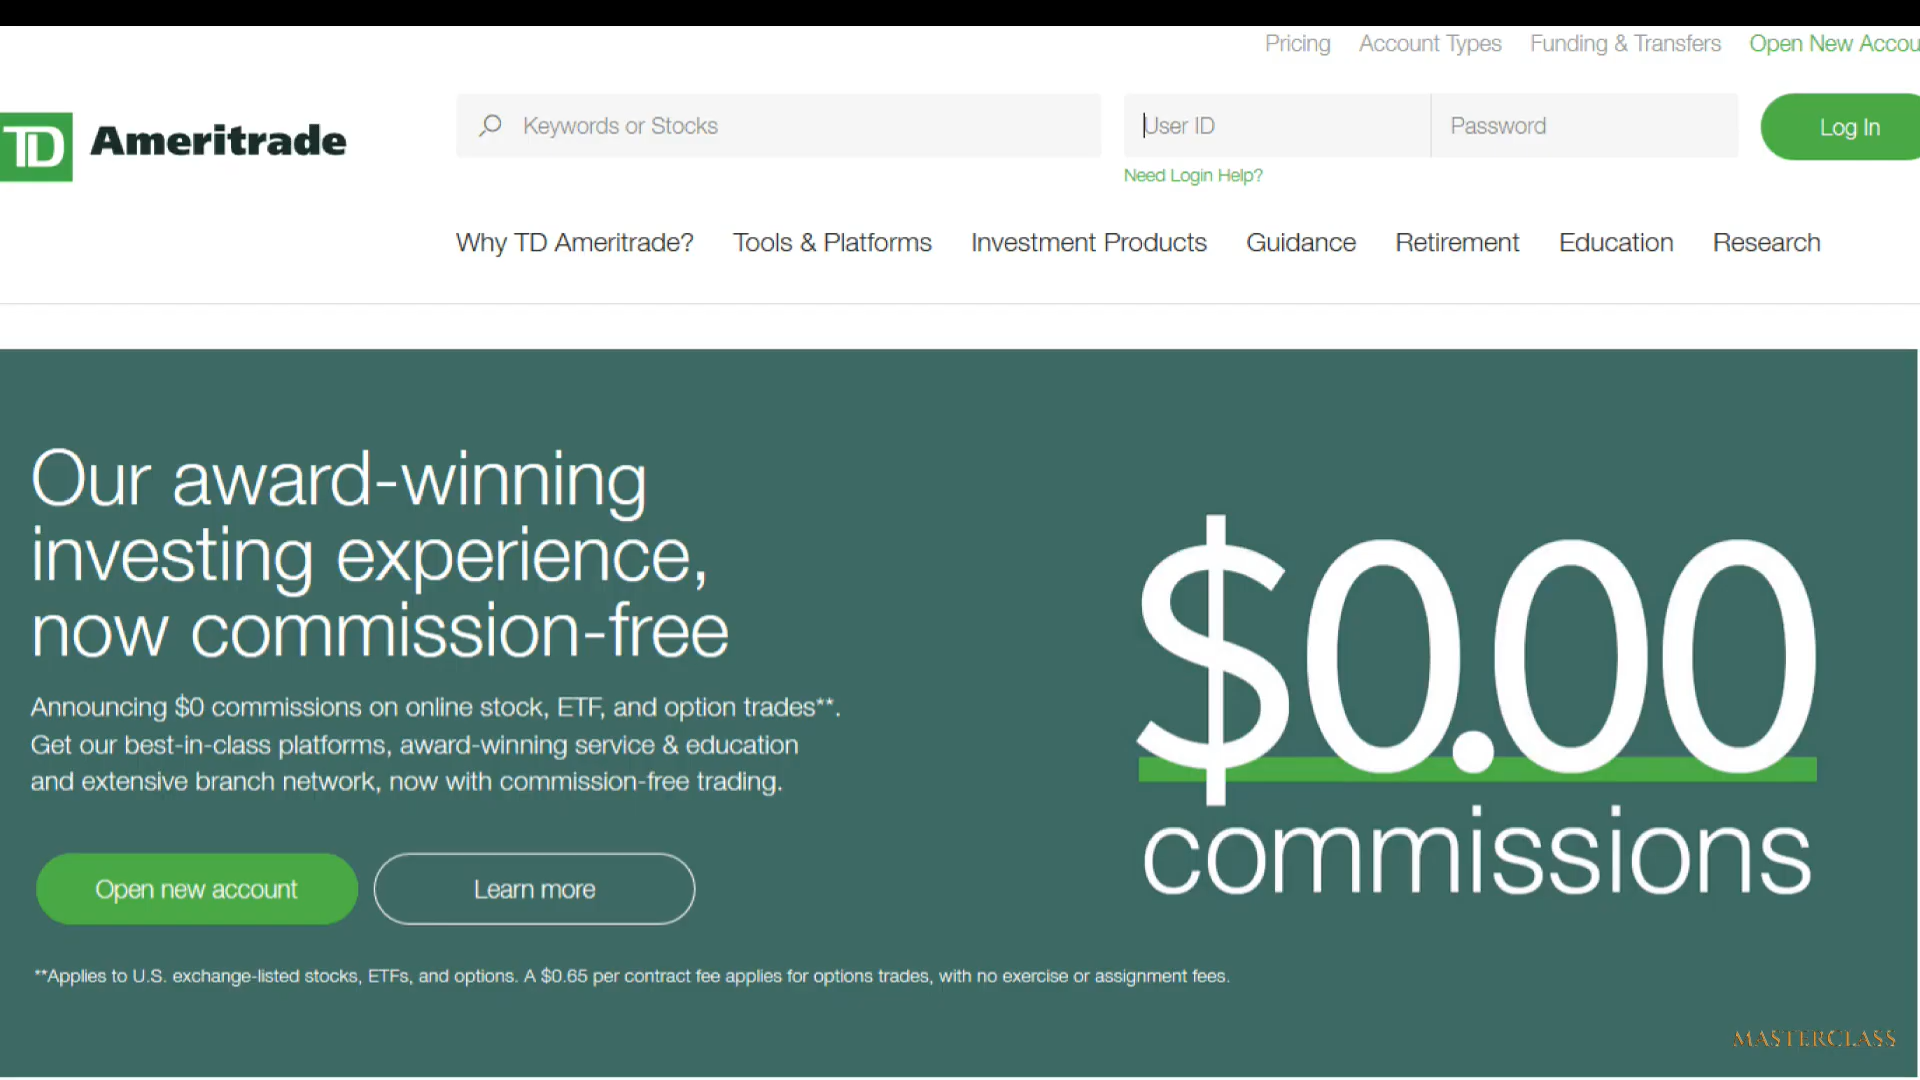 Pricing Account Types Funding & Transfers Open New Accou
TD Ameritrade
Keywords or Stocks
User ID
Password
Log In
Need Login Help?
Why TD Ameritrade? Tools & Platforms Investment Products Guidance Retirement Education Research
Our award-winning
investing experience,
now commission-free
Announcing $0 commissions on online stock, ETF, and option trades**.
Get our best-in-class platforms, award-winning service & education
and extensive branch network, now with commission-free trading.
Open new account
Learn more
$0.00
commissions
**Applies to U.S. exchange-listed stocks, ETFs, and options. A $0.65 per contract fee applies for options trades, with no exercise or assignment fees.
MASTERCLASS